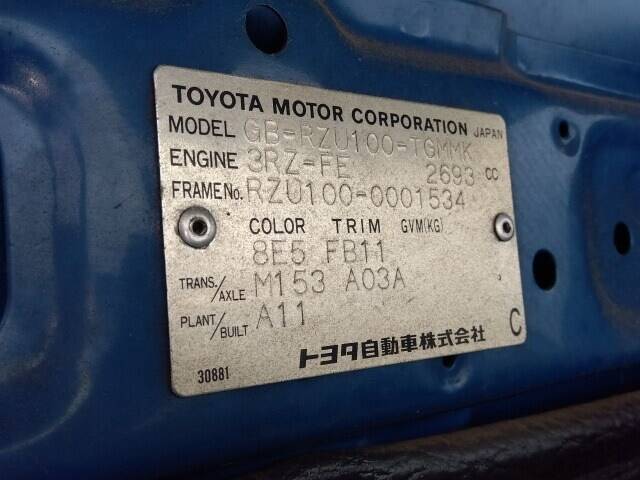 TOYOTA MOTOR CORPORATION JAPAN
MODEL GB-RZU100-TGMMK
ENGINE 3RZ-FE 2693 CC
FRAME No. RZU100-0001534
COLOR TRIM GVM(KG)
8E5 FB11
TRANS./AXLE M153 A03A
PLANT/BUILT A11
トヨタ自動車株式会社 C
30881